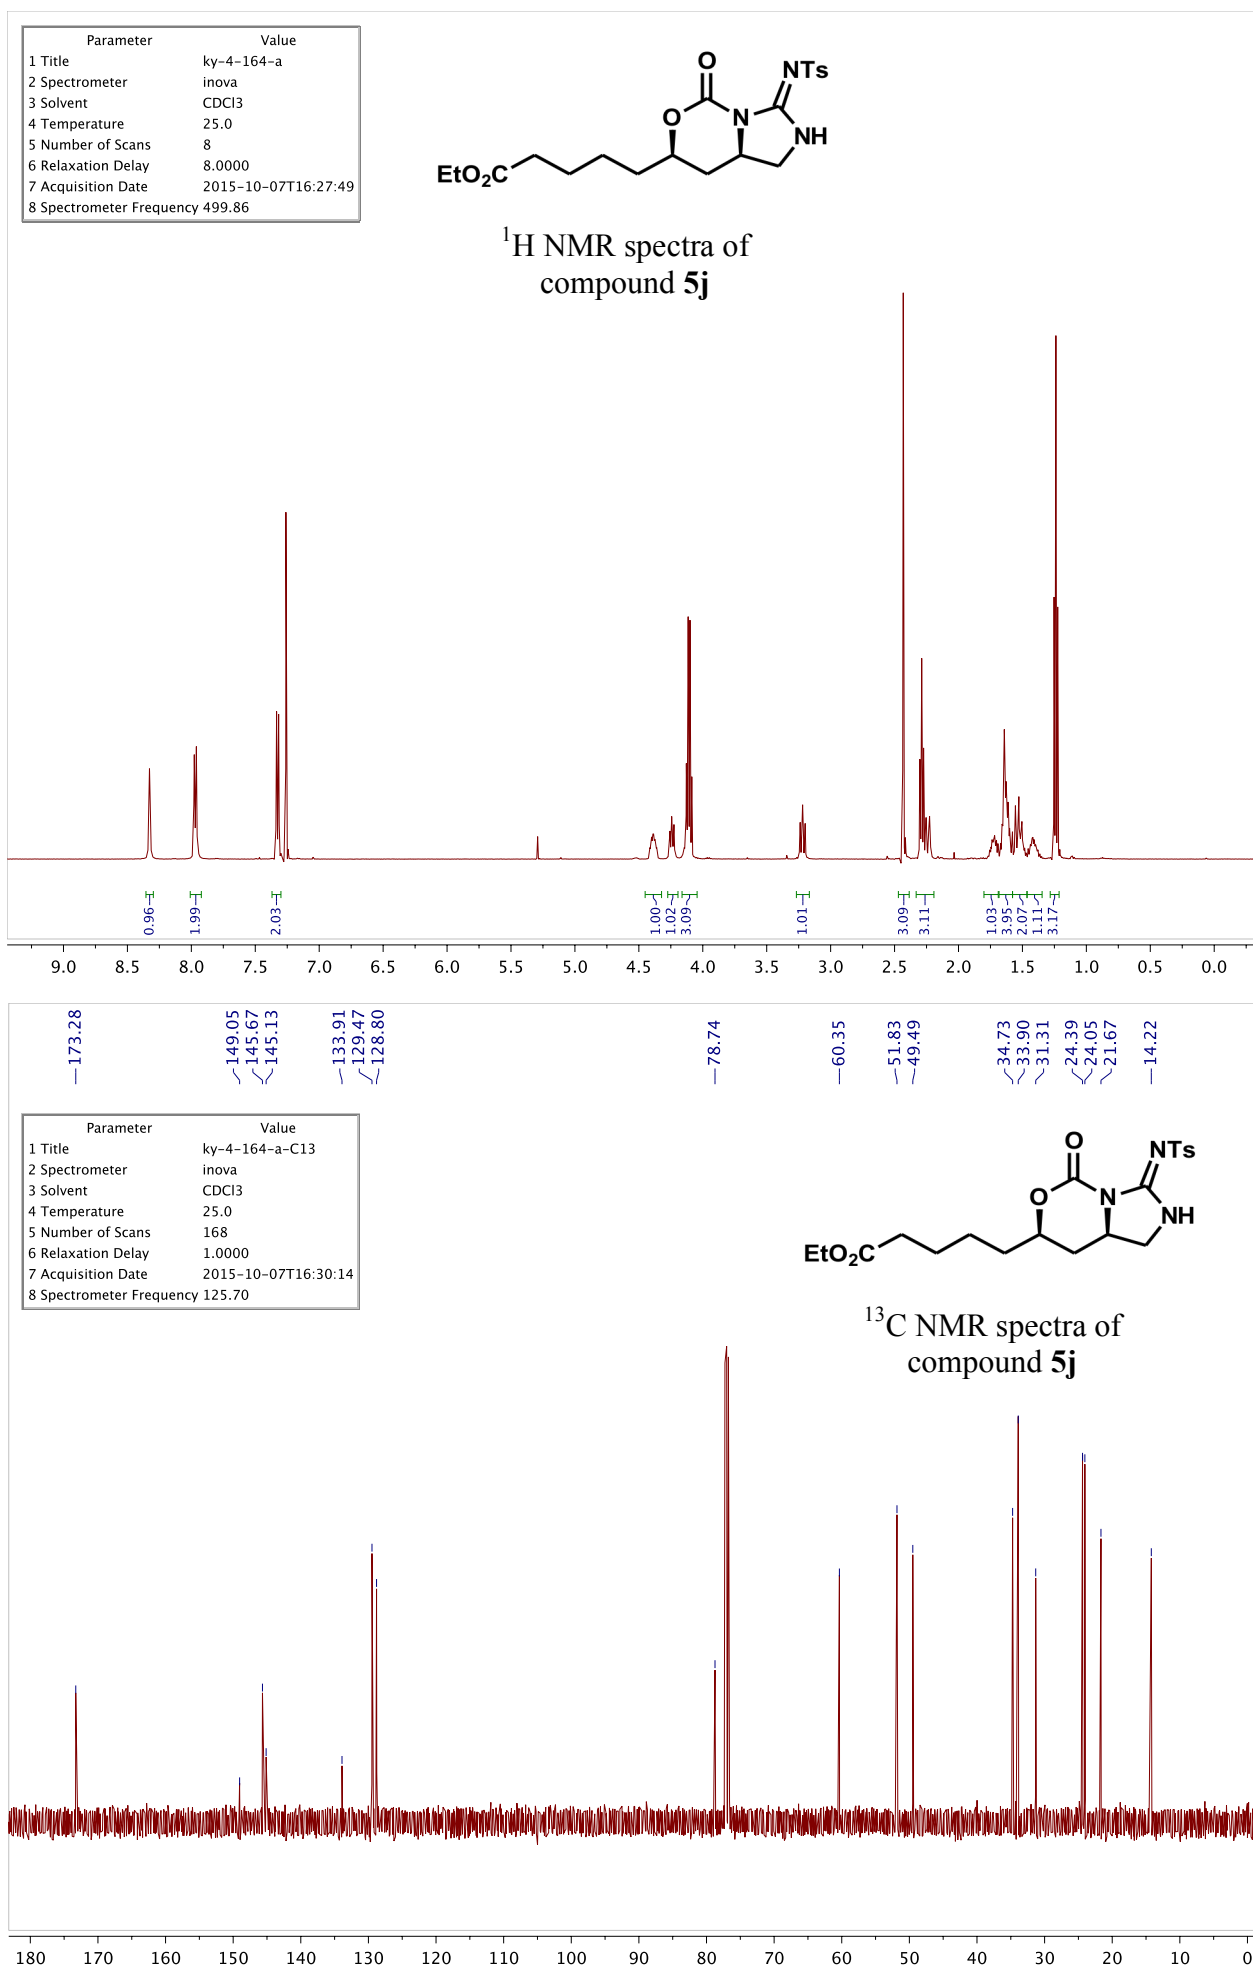 Parameter Value
1 Title ky-4-164-a
2 Spectrometer inova
3 Solvent CDCl3
4 Temperature 25.0
5 Number of Scans 8
6 Relaxation Delay 8.0000
7 Acquisition Date 2015-10-07T16:27:49
8 Spectrometer Frequency 499.86
O
NTs
O
N
NH
EtO2C
1H NMR spectra of
compound 5j
0.96 1.99 2.03 1.00 1.02 3.09 1.01 3.09 3.11 1.03 3.95 2.07 1.11 3.17
9.0 8.5 8.0 7.5 7.0 6.5 6.0 5.5 5.0 4.5 4.0 3.5 3.0 2.5 2.0 1.5 1.0 0.5 0.0
173.28 149.05 145.67 145.13 133.91 129.47 128.80 78.74 60.35 51.83 49.49 34.73 33.90 31.31 24.39 24.05 21.67 14.22
Parameter Value
1 Title ky-4-164-a-C13
2 Spectrometer inova
3 Solvent CDCl3
4 Temperature 25.0
5 Number of Scans 168
6 Relaxation Delay 1.0000
7 Acquisition Date 2015-10-07T16:30:14
8 Spectrometer Frequency 125.70
O
NTs
O
N
NH
EtO2C
13C NMR spectra of
compound 5j
180 170 160 150 140 130 120 110 100 90 80 70 60 50 40 30 20 10 0